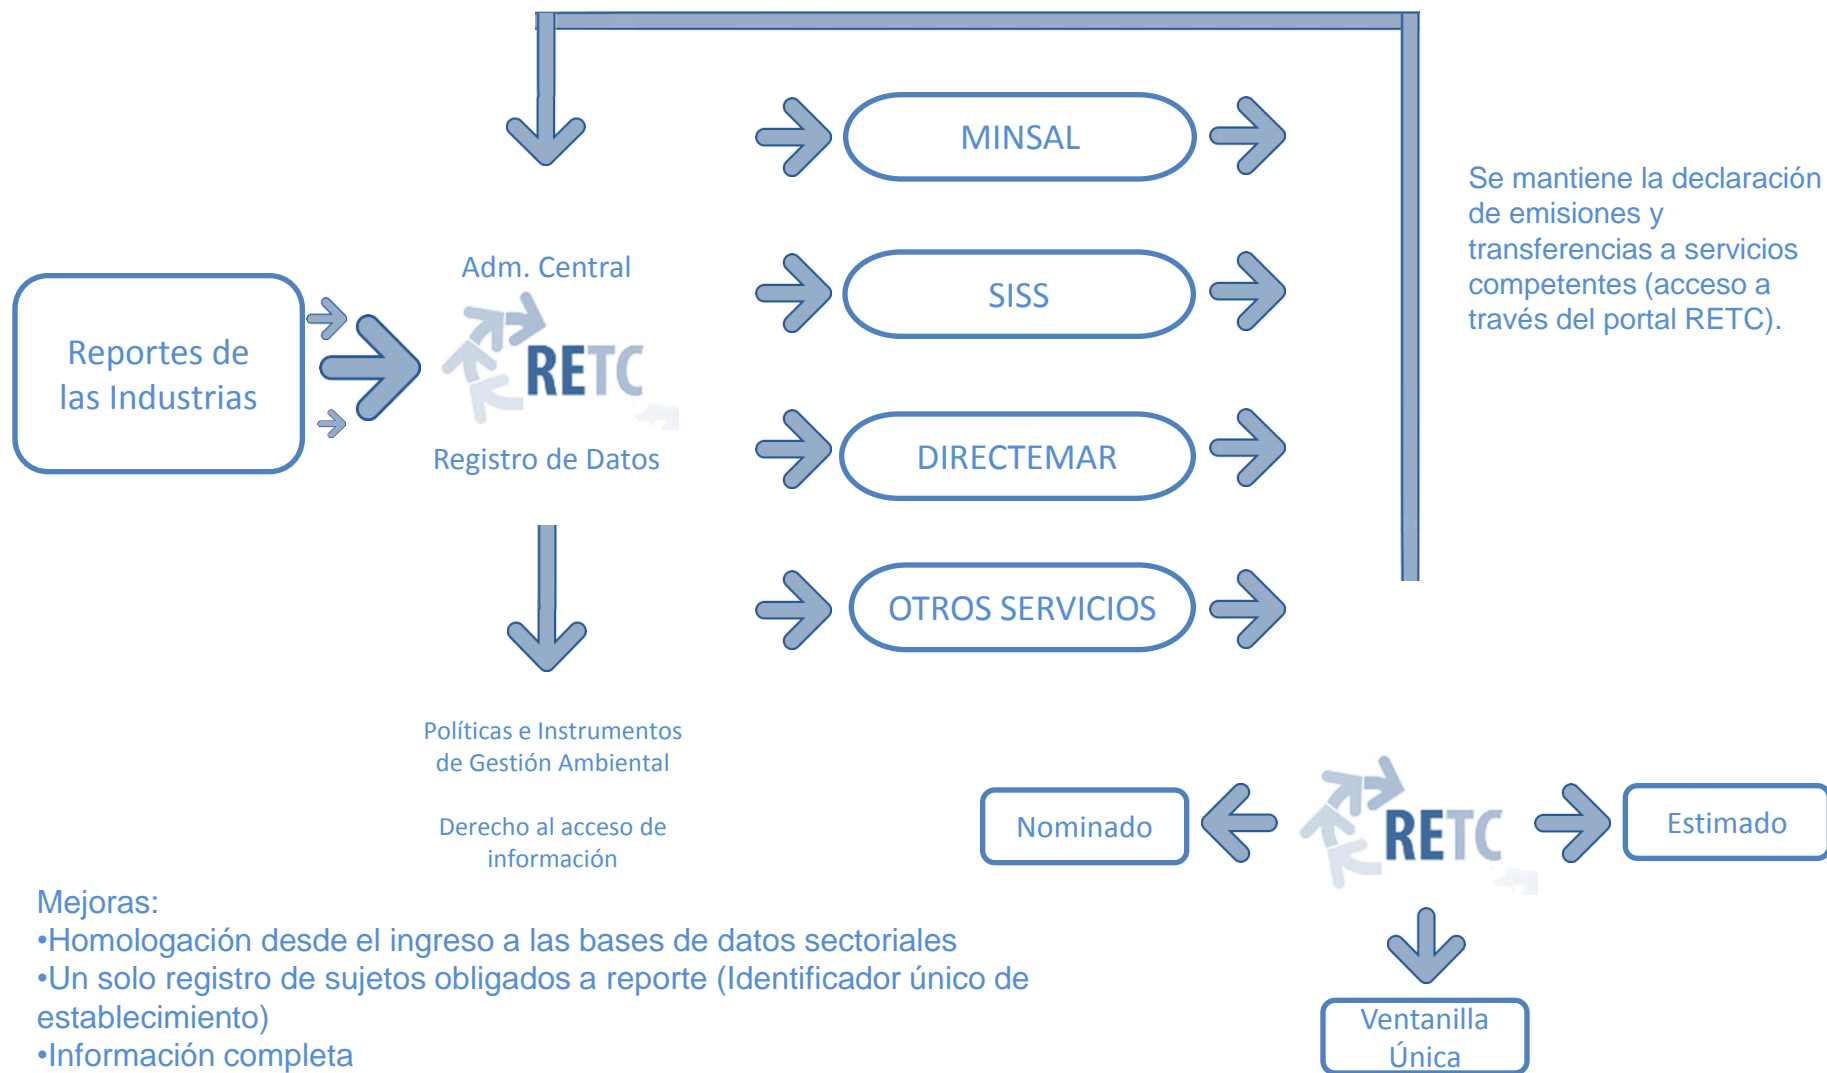 Reportes de
las Industrias
Adm. Central
RETC
Registro de Datos
MINSAL
SISS
DIRECTEMAR
OTROS SERVICIOS
Se mantiene la declaración
de emisiones y
transferencias a servicios
competentes (acceso a
través del portal RETC).
Políticas e Instrumentos
de Gestión Ambiental
Derecho al acceso de
información
Nominado
RETC
Estimado
Ventanilla
Única
Mejoras:
•Homologación desde el ingreso a las bases de datos sectoriales
•Un solo registro de sujetos obligados a reporte (Identificador único de
establecimiento)
•Información completa